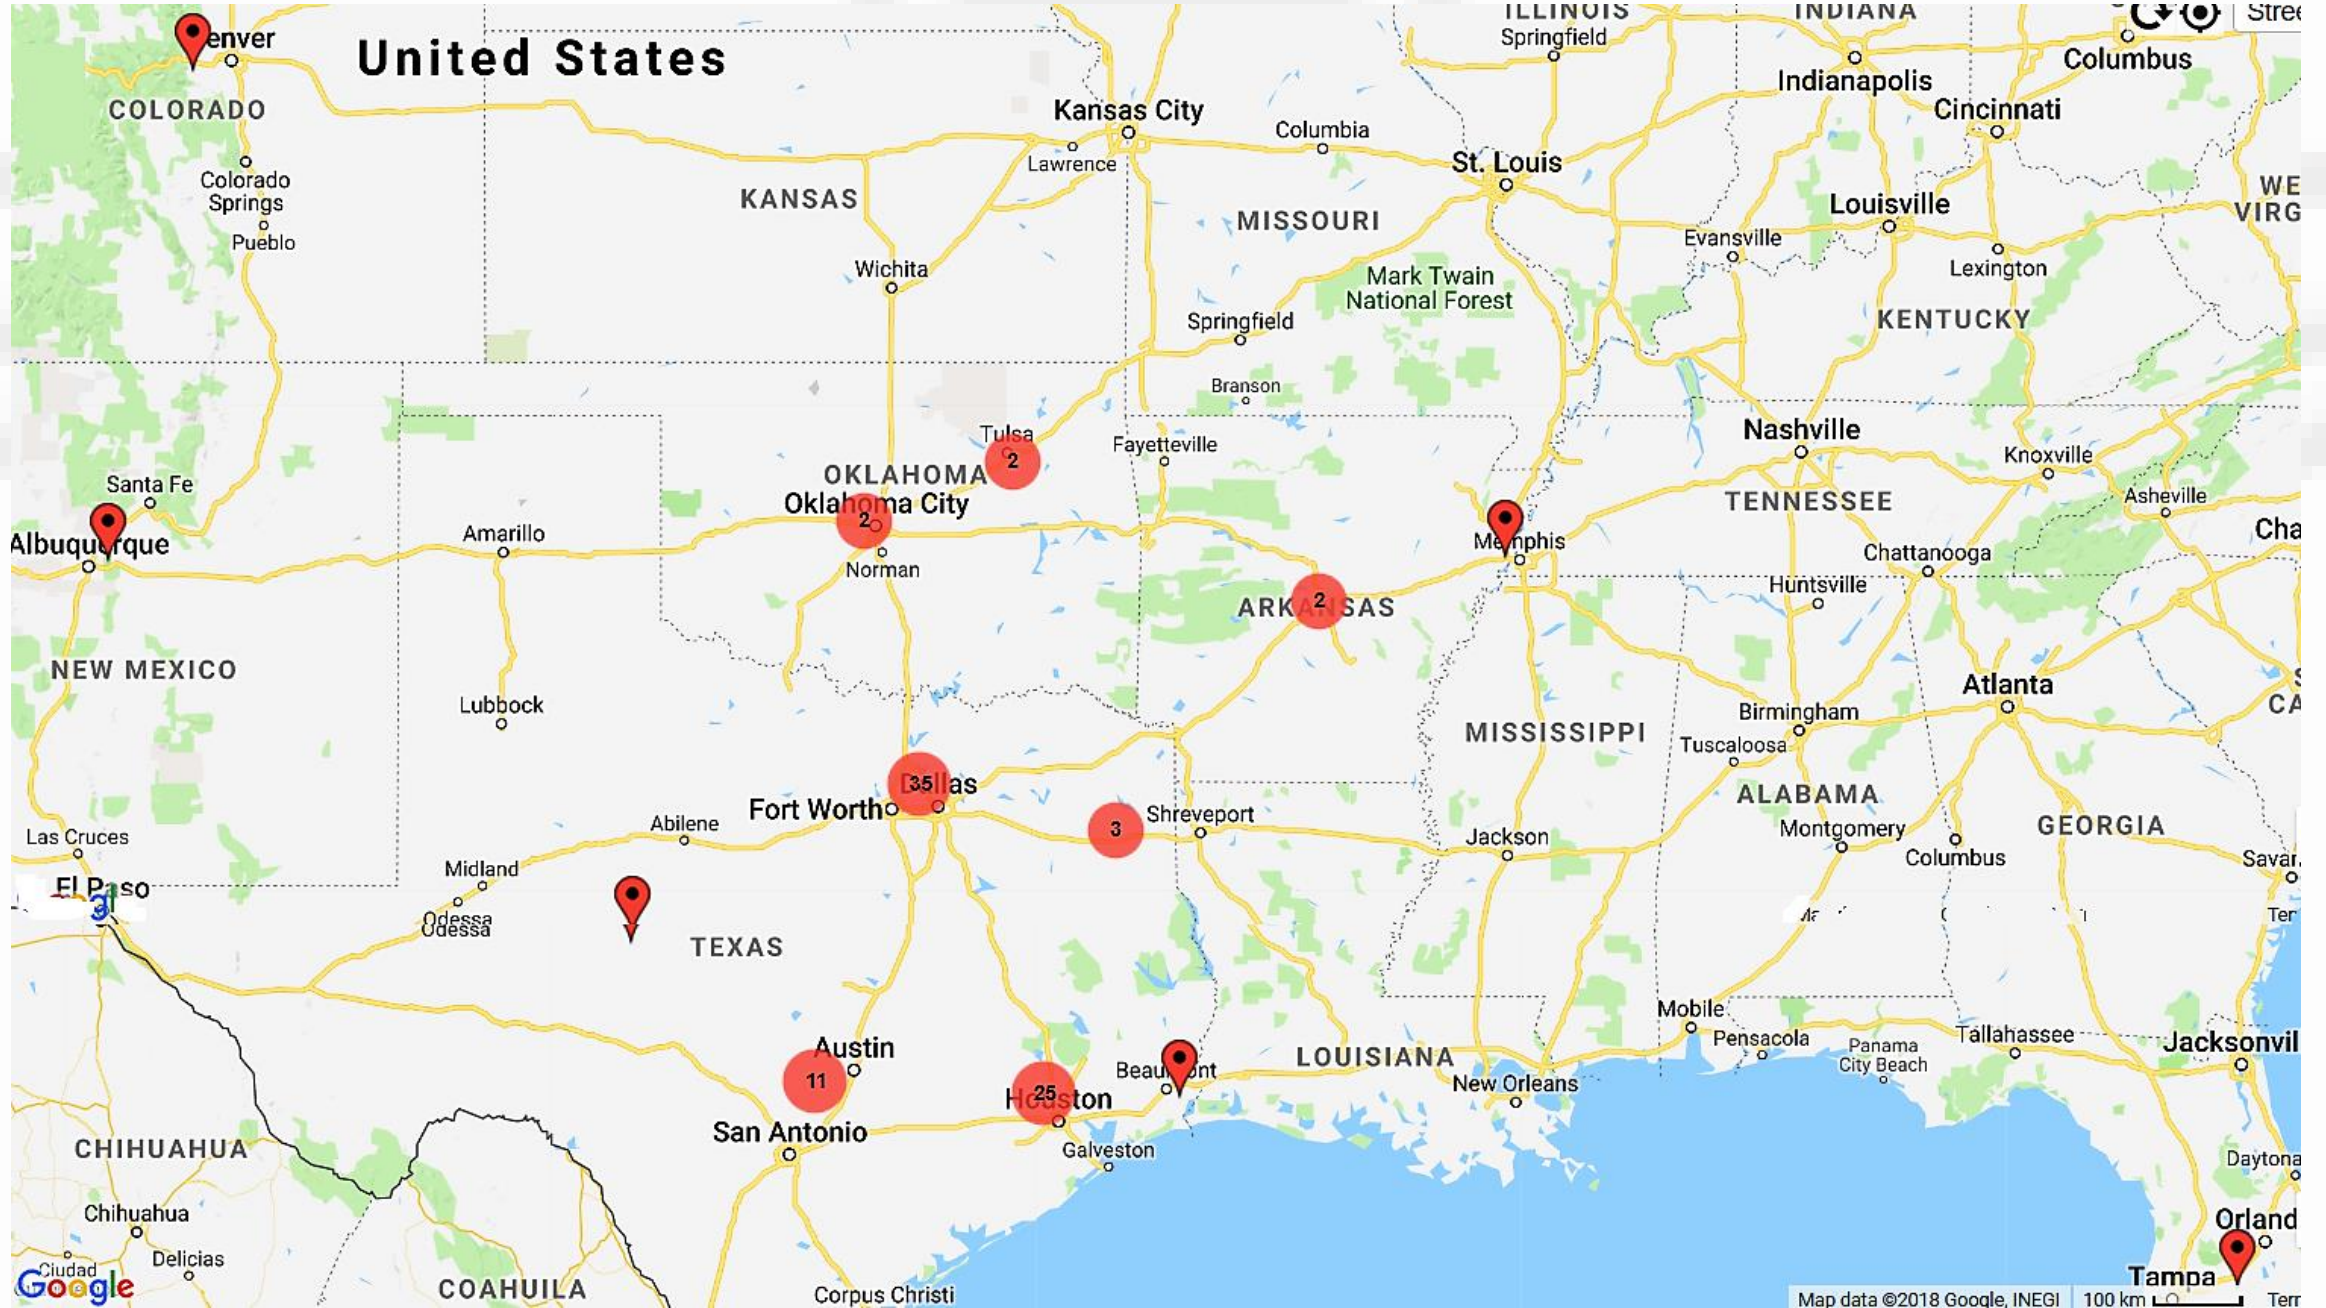 ILLINOIS
INDIANA
Stree
Springfield
enver
United States
Columbus
Indianapolis
COLORADO
Kansas City
Cincinnati
Columbia
Lawrence
St. Louis
Colorado
Springs
KANSAS
WE
VIRG
MISSOURI
Louisville
Pueblo
Evansville
Wichita
Lexington
Mark Twain
National Forest
Springfield
KENTUCKY
Branson
Nashville
Tulsa
Fayetteville
2
Knoxville
Santa Fe
OKLAHOMA
Oklahoma City
2
Asheville
TENNESSEE
Amarillo
Albuquerque
Memphis
Cha
Chattanooga
Norman
Huntsville
2
ARKANSAS
NEW MEXICO
Atlanta
Lubbock
CA
Birmingham
MISSISSIPPI
Tuscaloosa
35
Dallas
ALABAMA
Fort Worth
Shreveport
Abilene
3
GEORGIA
Las Cruces
Jackson
Montgomery
Columbus
Savan
Midland
El Paso
Odessa
Odessa
Ter
TEXAS
Mobile
Pensacola
Tallahassee
Jacksonvil
Austin
Panama
City Beach
LOUISIANA
Beaumont
11
25
Houston
New Orleans
San Antonio
Galveston
CHIHUAHUA
Daytona
Chihuahua
Orland
Delicias
Ciudad
Google
COAHUILA
Tampa
Corpus Christi
Map data ©2018 Google, INEGI
100 km
Terr